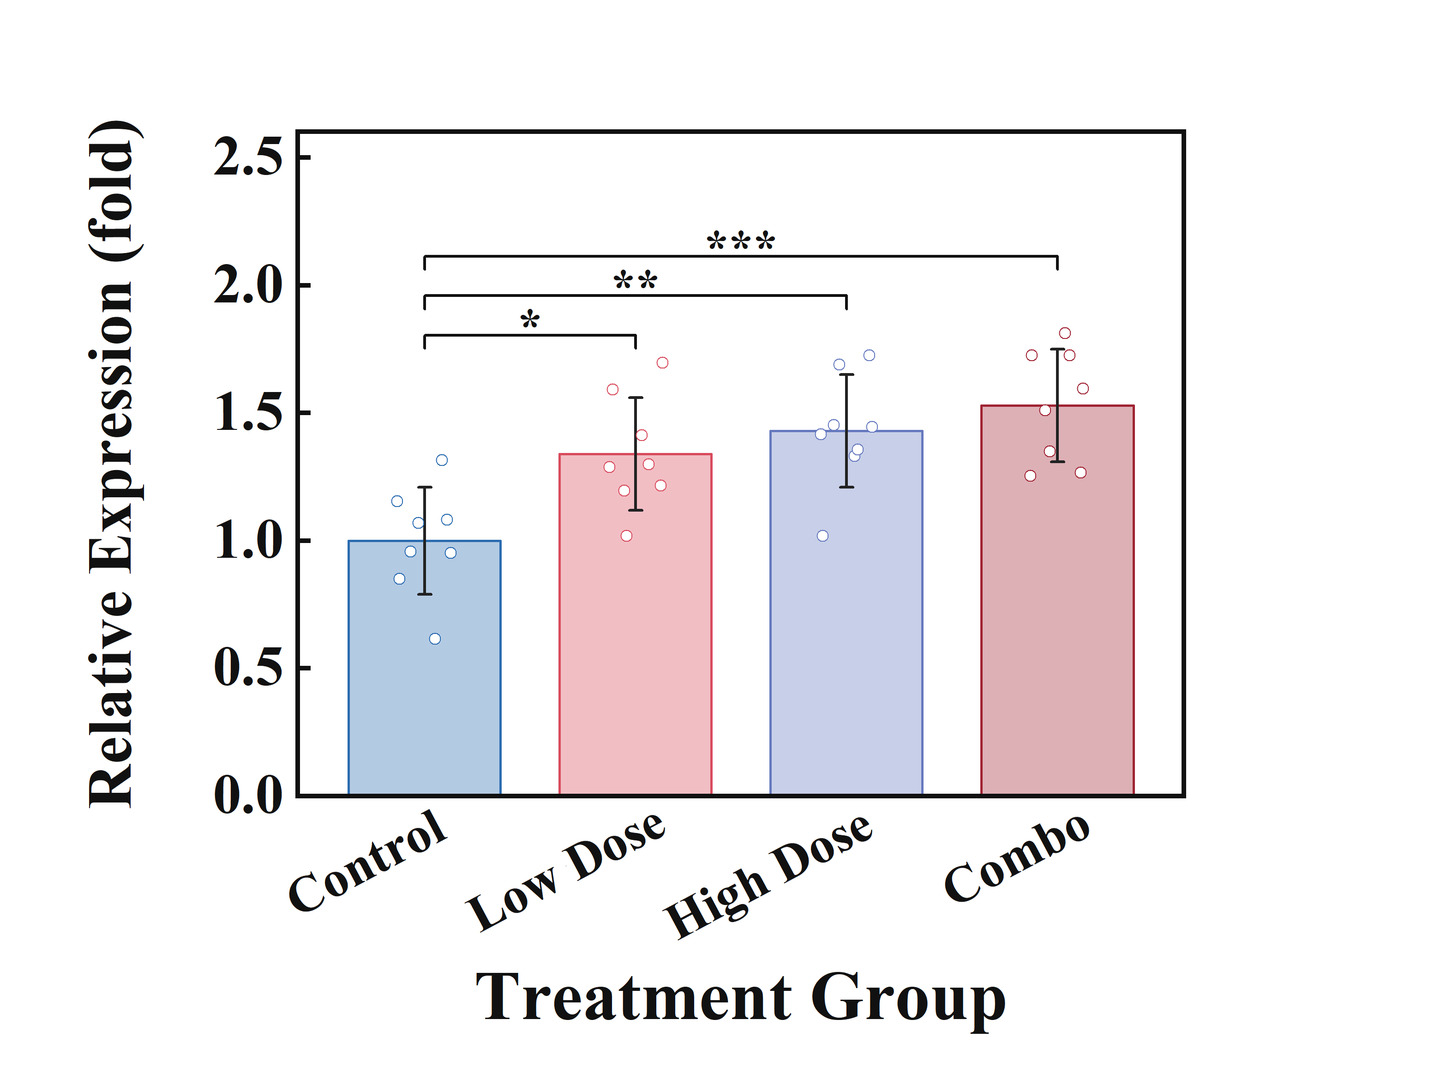 Relative Expression (fold)
2.5
2.0
1.5
1.0
0.5
0.0
***
**
*
Control
Low Dose
High Dose
Combo
Treatment Group